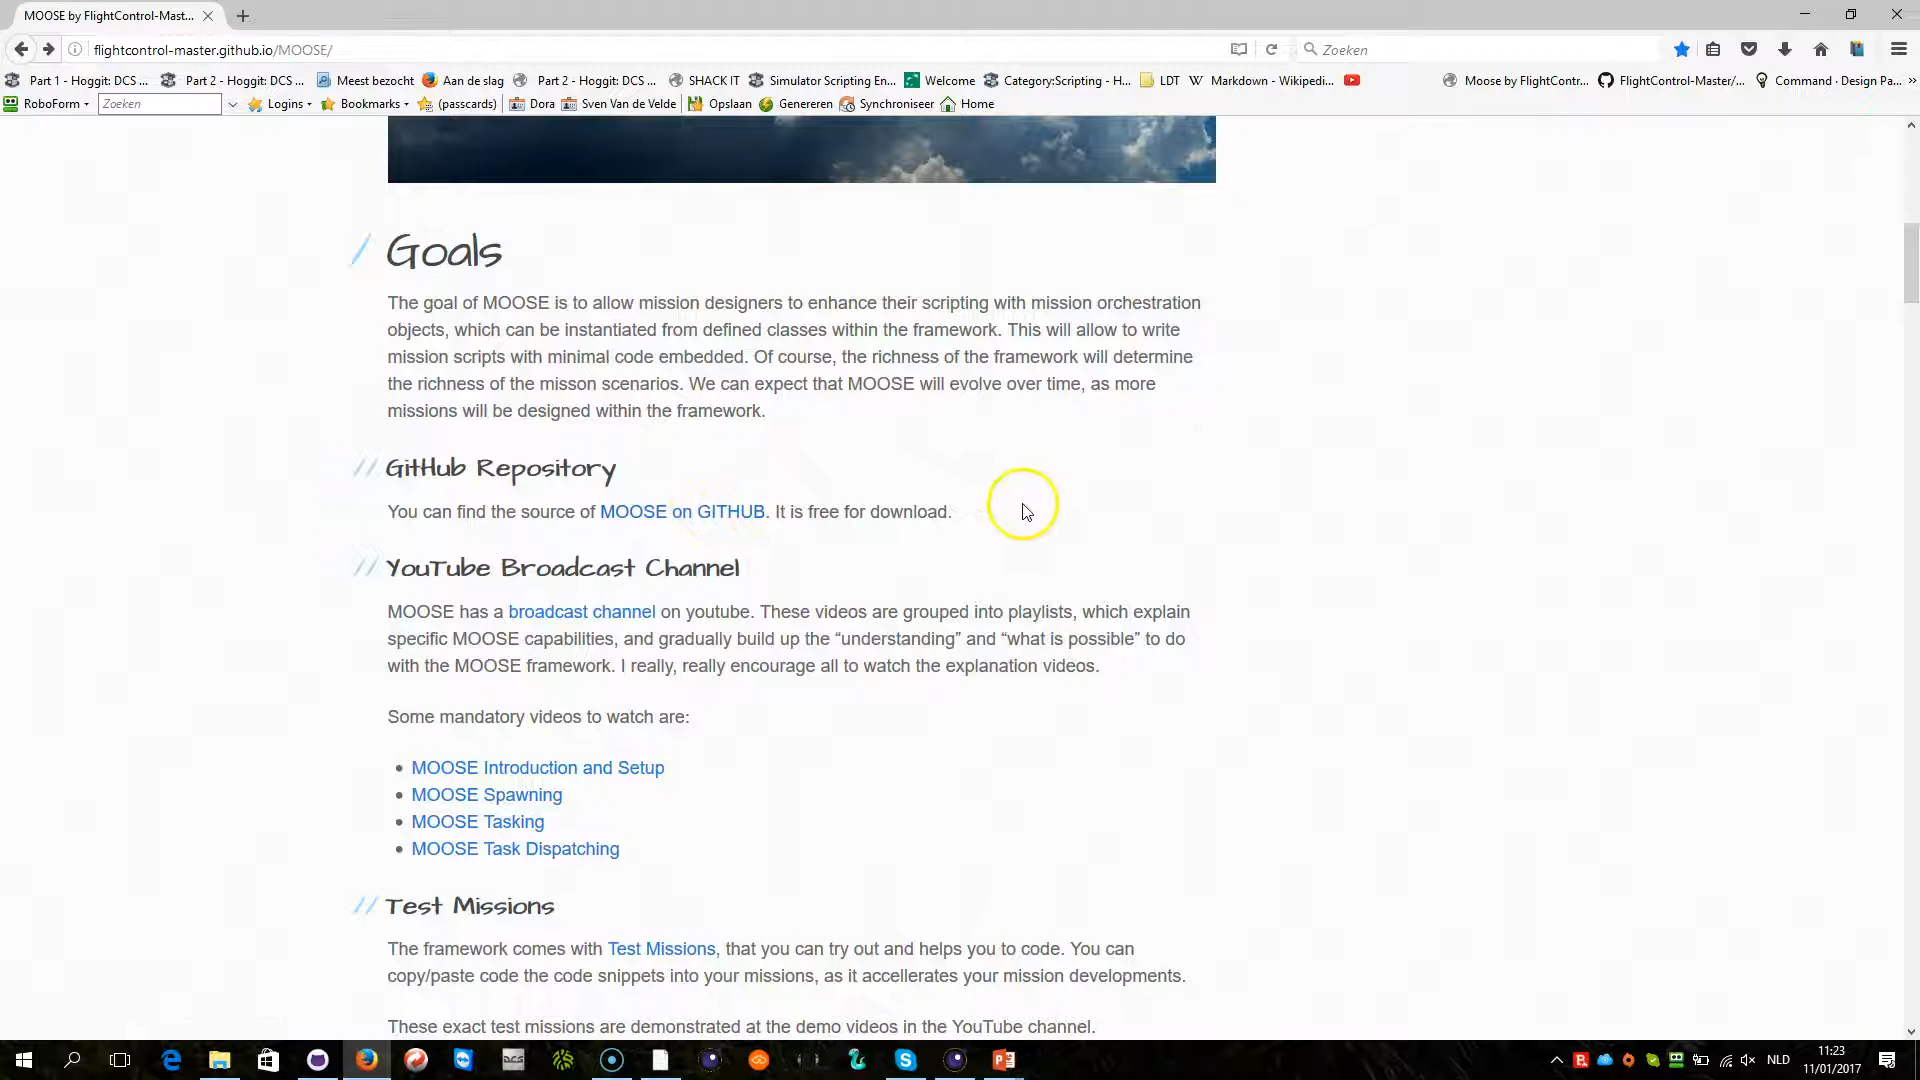 MOOSE by FlightControl-Mast...
flightcontrol-master.github.io/MOOSE/
Zoeken
Part 1 - Hoggit: DCS ...
Part 2 - Hoggit: DCS ...
Meest bezocht
Aan de slag
Part 2 - Hoggit: DCS ...
SHACK IT
Simulator Scripting En...
Welcome
Category:Scripting - H...
LDT
Markdown - Wikipedi...
Moose by FlightContr...
FlightControl-Master/...
Command · Design Pa...
RoboForm
Zoeken
Logins
Bookmarks
(passcards)
Dora
Sven Van de Velde
Opslaan
Genereren
Synchroniseer
Home
Goals
The goal of MOOSE is to allow mission designers to enhance their scripting with mission orchestration
objects, which can be instantiated from defined classes within the framework. This will allow to write
mission scripts with minimal code embedded. Of course, the richness of the framework will determine
the richness of the misson scenarios. We can expect that MOOSE will evolve over time, as more
missions will be designed within the framework.
GitHub Repository
You can find the source of MOOSE on GITHUB. It is free for download.
YouTube Broadcast Channel
MOOSE has a broadcast channel on youtube. These videos are grouped into playlists, which explain
specific MOOSE capabilities, and gradually build up the “understanding” and “what is possible” to do
with the MOOSE framework. I really, really encourage all to watch the explanation videos.
Some mandatory videos to watch are:
MOOSE Introduction and Setup
MOOSE Spawning
MOOSE Tasking
MOOSE Task Dispatching
Test Missions
The framework comes with Test Missions, that you can try out and helps you to code. You can
copy/paste code the code snippets into your missions, as it accellerates your mission developments.
These exact test missions are demonstrated at the demo videos in the YouTube channel.
DCS
NLD
11:23
11/01/2017